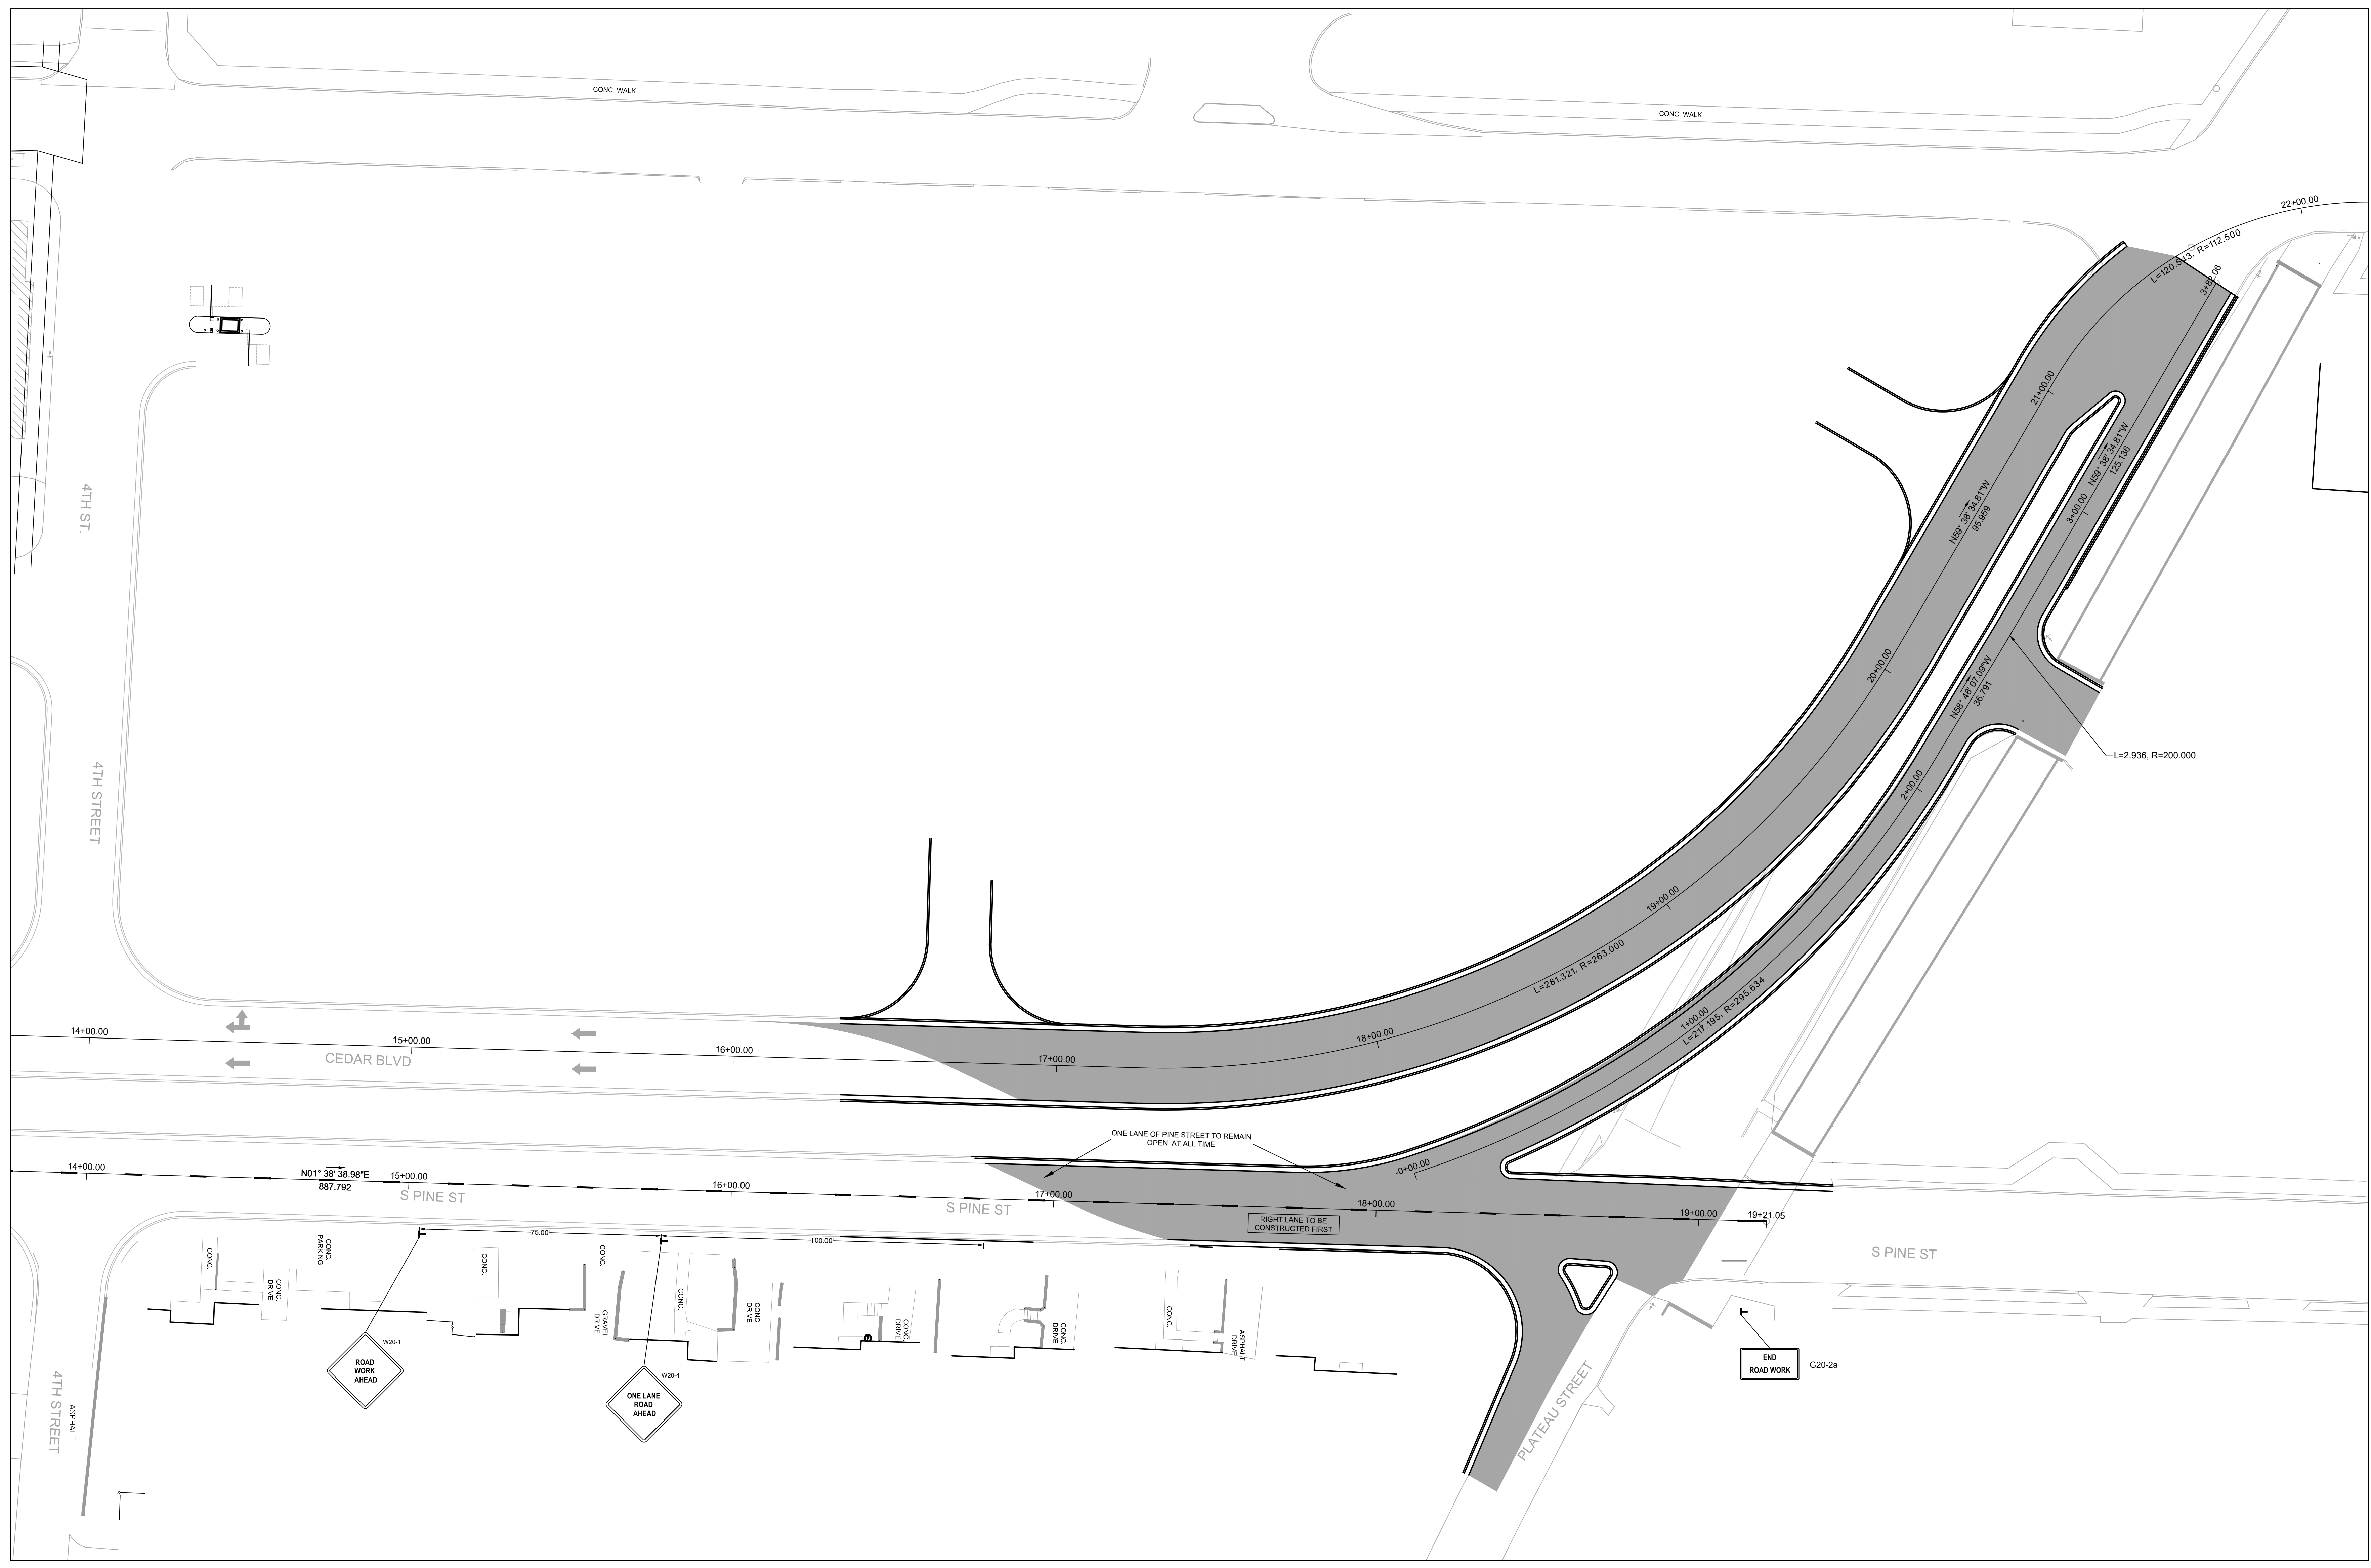 CONC. WALK
CONC. WALK
22+00.00
L=120.543, R=112.500
3+82.06
21+00.00
N59° 38' 34.81"W
125.136
N59° 38' 34.81"W
95.959
3+00.00
4TH ST.
20+00.00
N58° 48' 07.09"W
36.791
L=2.936, R=200.000
2+00.00
4TH STREET
19+00.00
L=281.321, R=263.000
1+00.00
L=217.195, R=295.634
14+00.00
15+00.00
16+00.00
17+00.00
18+00.00
CEDAR BLVD
ONE LANE OF PINE STREET TO REMAIN
OPEN AT ALL TIME
-0+00.00
14+00.00
N01° 38' 38.98"E
887.792
15+00.00
16+00.00
17+00.00
18+00.00
19+00.00
19+21.05
S PINE ST
S PINE ST
RIGHT LANE TO BE
CONSTRUCTED FIRST
S PINE ST
75.00'
100.00'
CONC.
CONC.
DRIVE
CONC.
PARKING
CONC.
CONC.
GRAVEL
DRIVE
CONC.
CONC.
DRIVE
CONC.
DRIVE
CONC.
DRIVE
CONC.
ASPHALT
DRIVE
W20-1
ROAD
WORK
AHEAD
W20-4
ONE LANE
ROAD
AHEAD
END
ROAD WORK
G20-2a
PLATEAU STREET
4TH STREET
ASPHALT